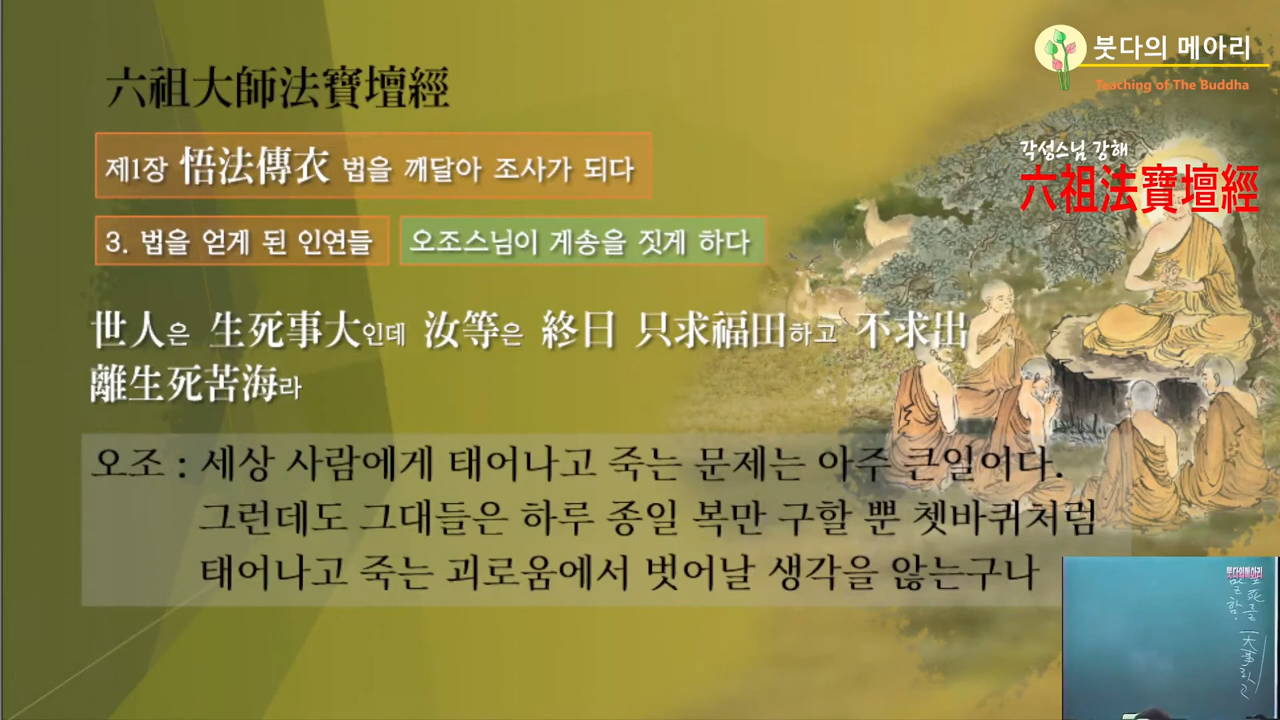 붓다의 메아리
Teaching of The Buddha
六祖大師法寶壇經
각성스님 강해
六祖法寶壇經
제1장 悟法傳衣 법을 깨달아 조사가 되다
3. 법을 얻게 된 인연들 오조스님이 게송을 짓게 하다
世人은 生死事大인데 汝等은 終日 只求福田하고 不求出
離生死苦海라
오조 : 세상 사람에게 태어나고 죽는 문제는 아주 큰일이다.
그런데도 그대들은 하루 종일 복만 구할 뿐 쳇바퀴처럼
태어나고 죽는 괴로움에서 벗어날 생각을 않는구나
붓다의메아리